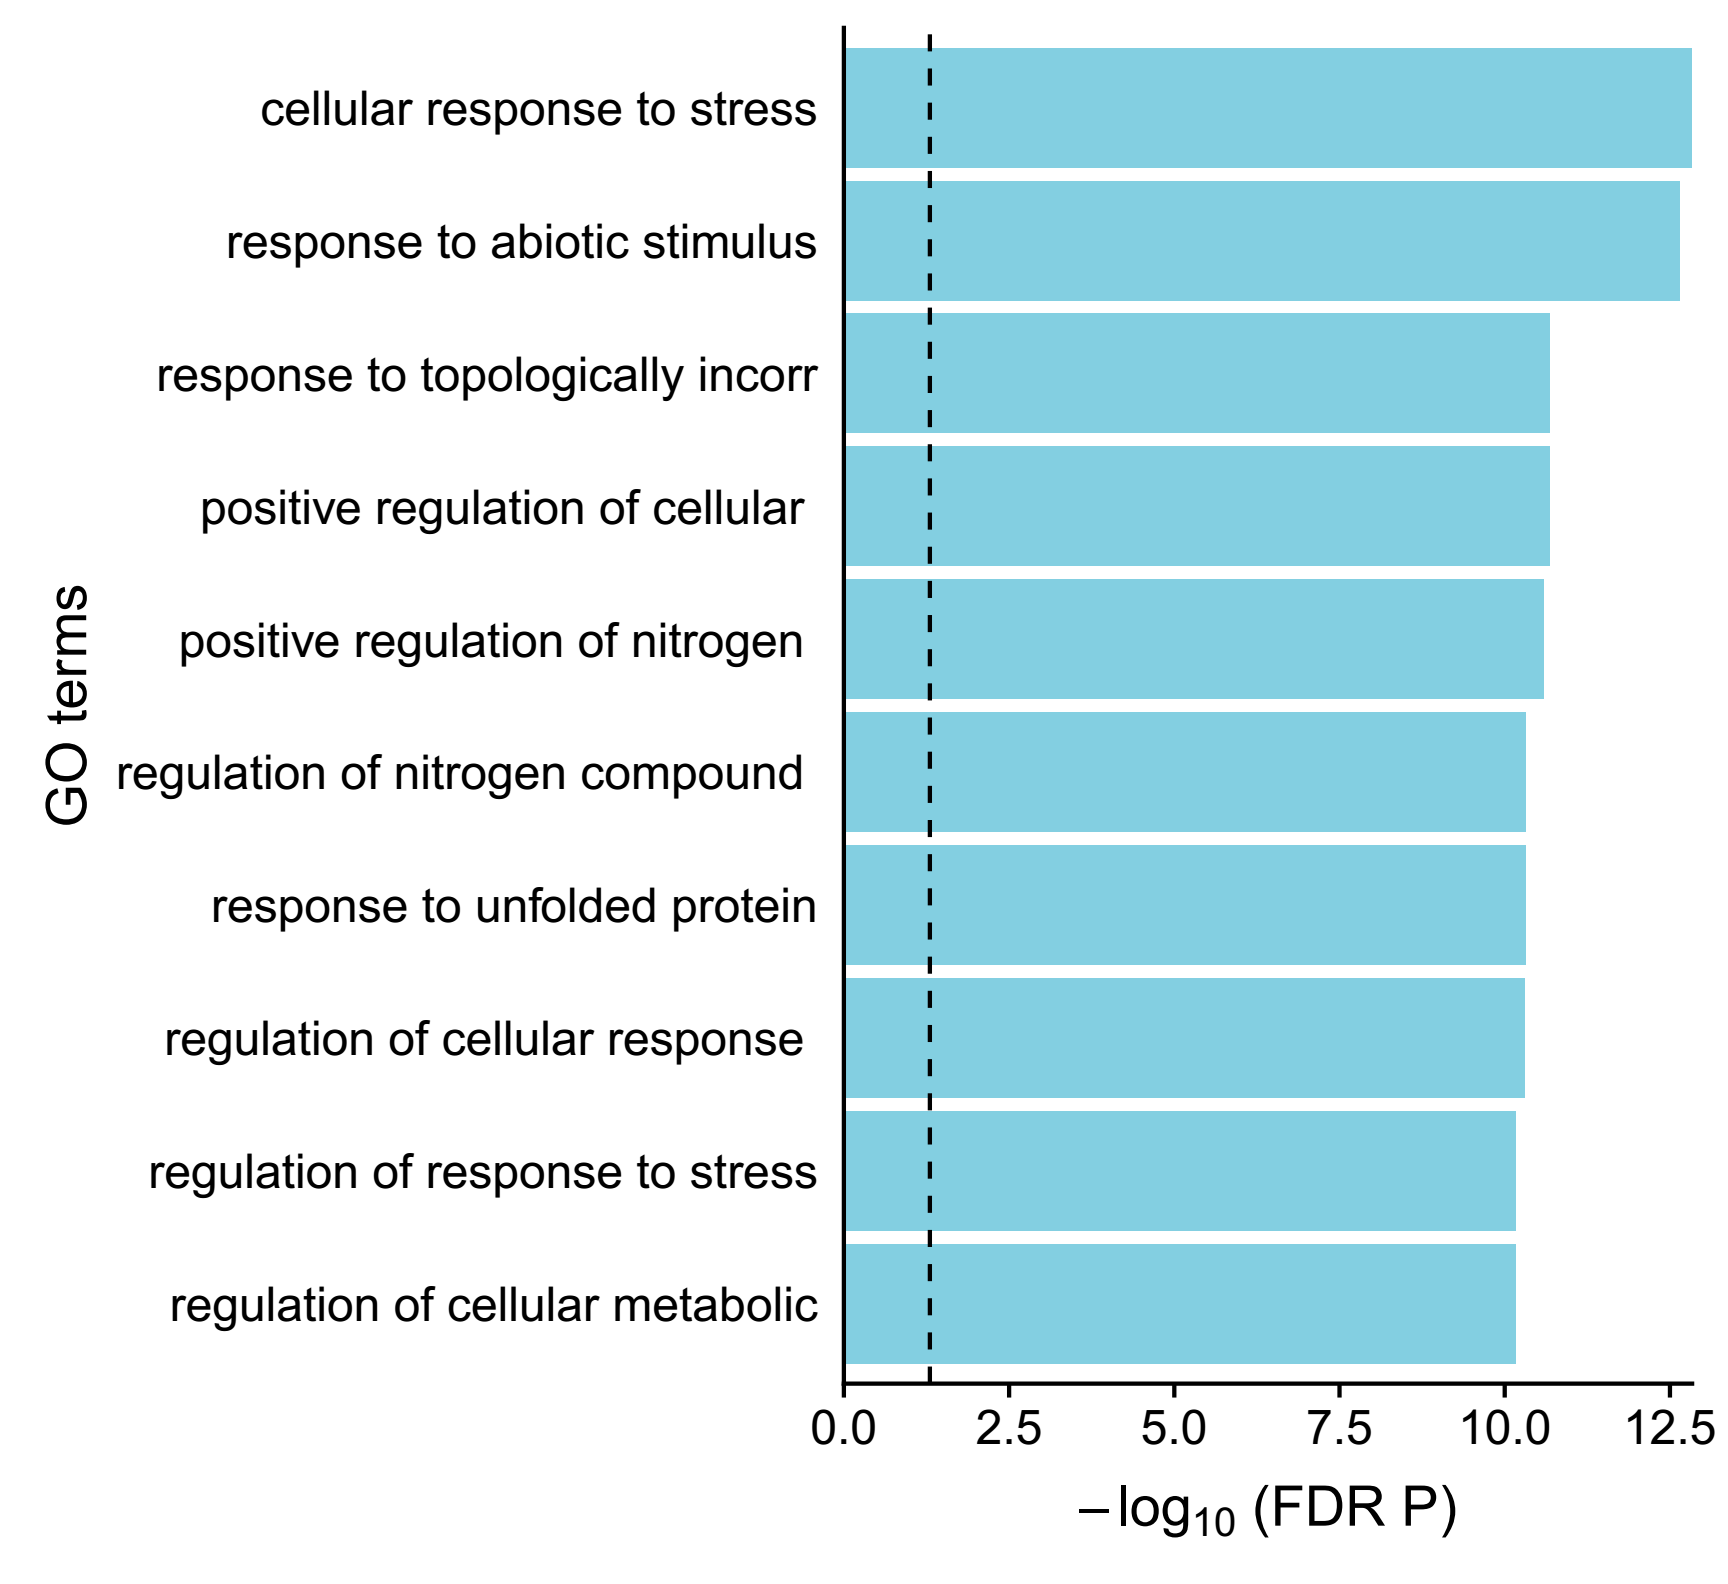 cellular response to stress
response to abiotic stimulus
response to topologically incorr
positive regulation of cellular
positive regulation of nitrogen
regulation of nitrogen compound
response to unfolded protein
regulation of cellular response
regulation of response to stress
regulation of cellular metabolic
GO terms
0.0 2.5 5.0 7.5 10.0 12.5
−log10 (FDR P)